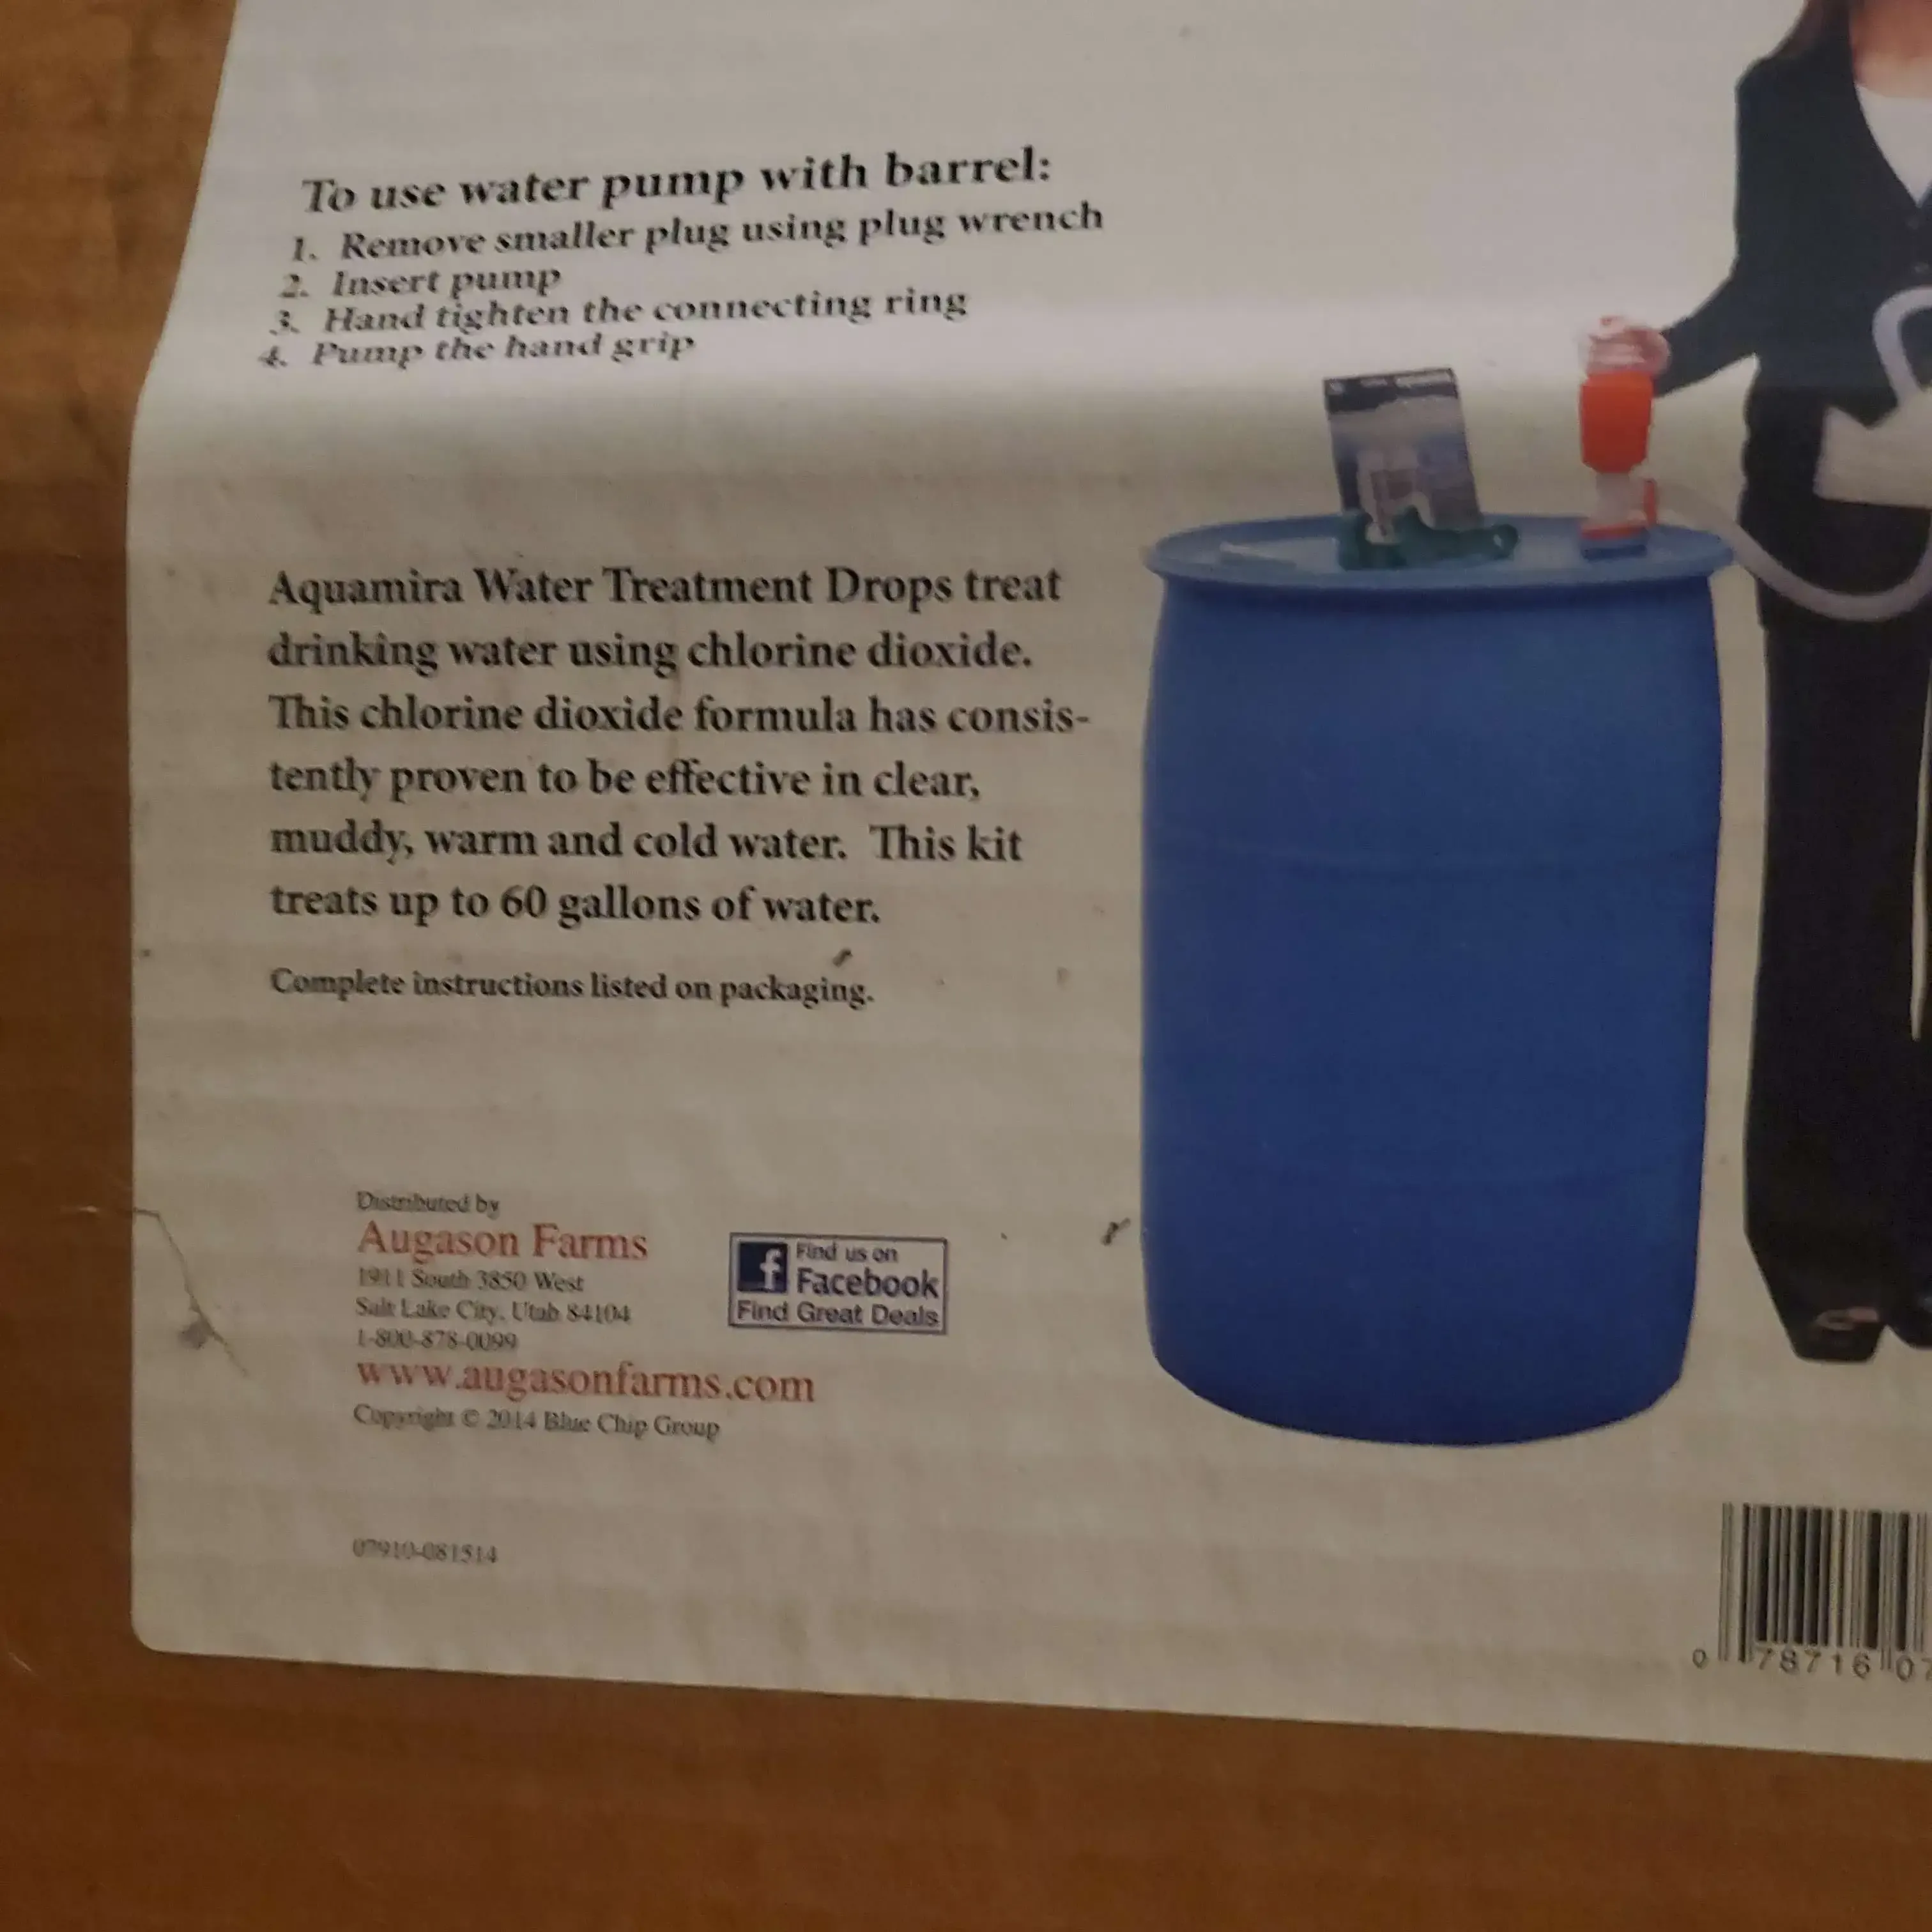 To use water pump with barrel:
1. Remove smaller plug using plug wrench
2. Insert pump
3. Hand tighten the connecting ring
4. Pump the hand grip
Aquamira Water Treatment Drops treat
drinking water using chlorine dioxide.
This chlorine dioxide formula has consis-
tently proven to be effective in clear,
muddy, warm and cold water. This kit
treats up to 60 gallons of water.
Complete instructions listed on packaging.
Distributed by
Augason Farms
1911 South 3850 West
Salt Lake City, Utah 84104
1-800-878-0099
www.augasonfarms.com
Copyright © 2014 Blue Chip Group
f Find us on
Facebook
Find Great Deals
07910-081514
0 78716 07